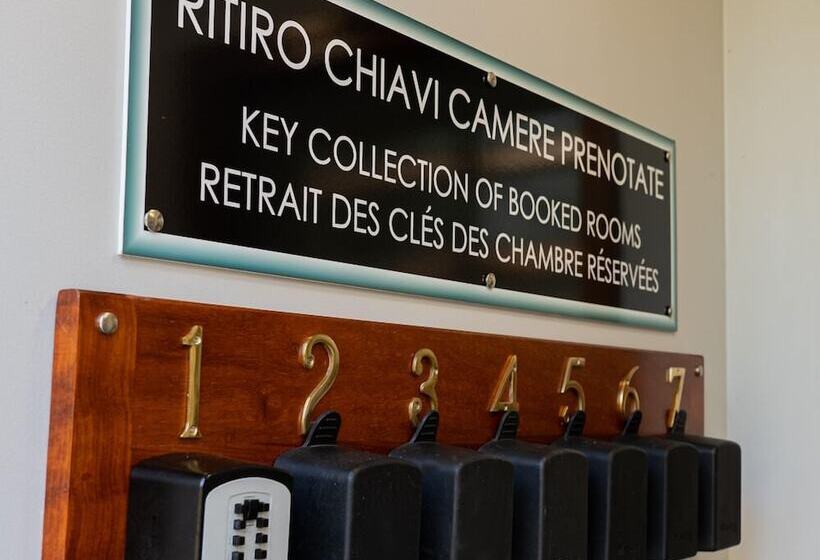 RITIRO CHIAVI CAMERE PRENOTATE
KEY COLLECTION OF BOOKED ROOMS
RETRAIT DES CLÉS DES CHAMBRE RÉSERVÉES
1 2 3 4 5 6 7